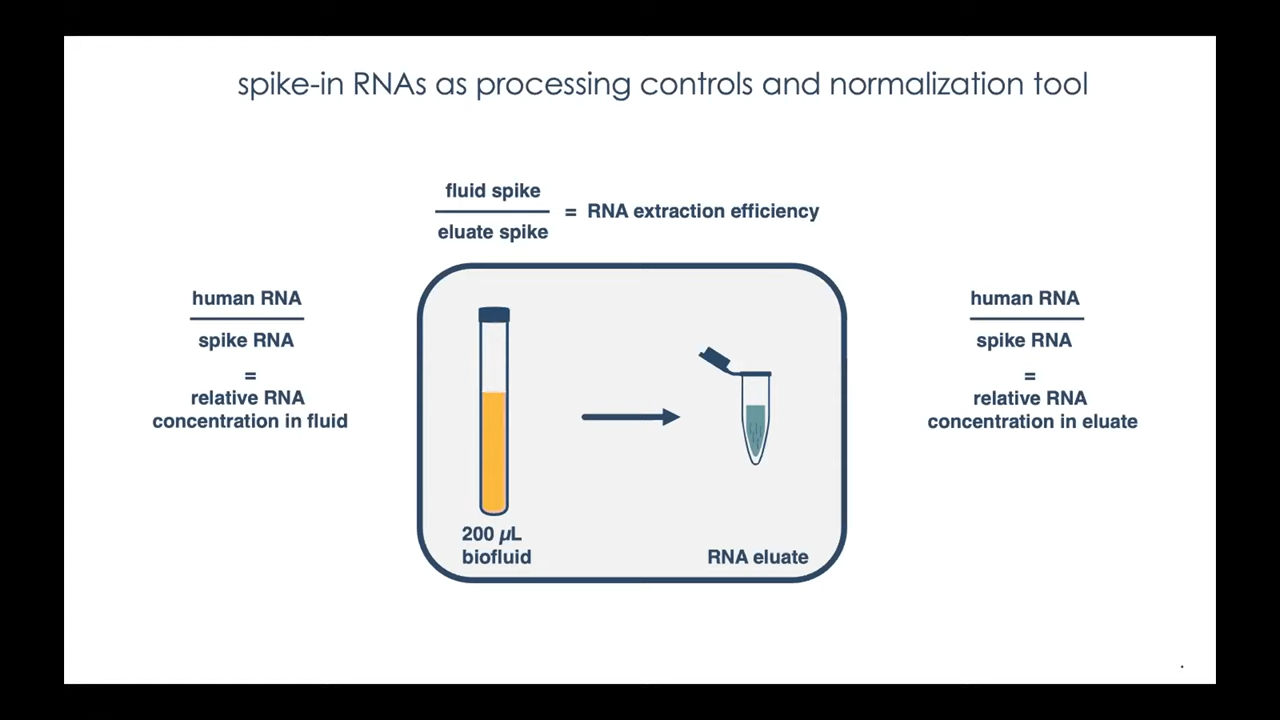 spike-in RNAs as processing controls and normalization tool
fluid spike
eluate spike
= RNA extraction efficiency
human RNA
spike RNA
=
relative RNA
concentration in fluid
200 µL
biofluid
RNA eluate
human RNA
spike RNA
=
relative RNA
concentration in eluate